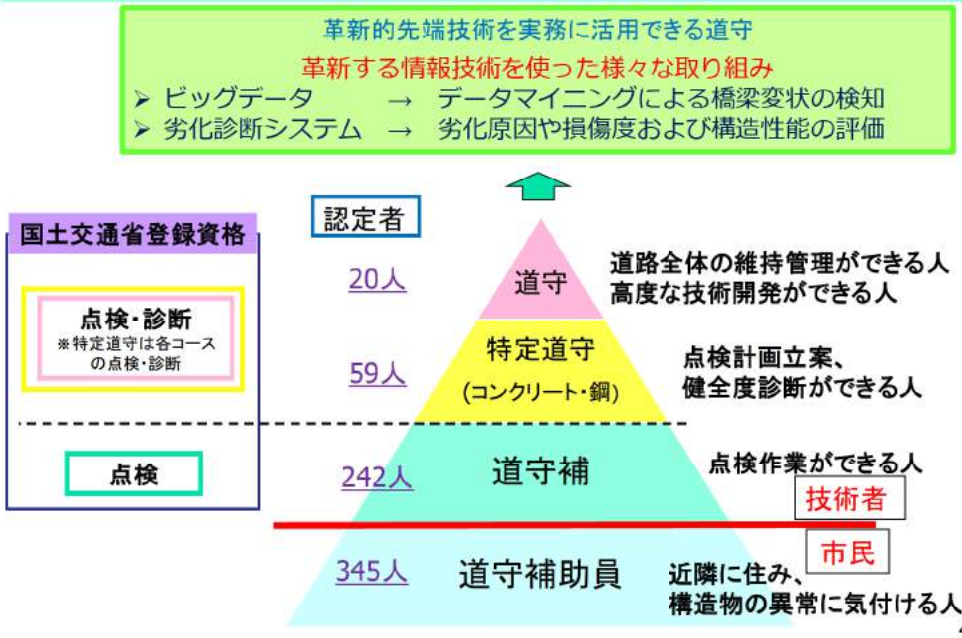 革新的先端技術を実務に活用できる道守
革新する情報技術を使った様々な取り組み
➢ ビッグデータ → データマイニングによる橋梁変状の検知
➢ 劣化診断システム → 劣化原因や損傷度および構造性能の評価
国土交通省登録資格
点検・診断
※特定道守は各コース
の点検・診断
点検
認定者
20人
道守
道路全体の維持管理ができる人
高度な技術開発ができる人
59人
特定道守
(コンクリート・鋼)
点検計画立案、
健全度診断ができる人
242人
道守補
点検作業ができる人
技術者
市民
345人
道守補助員
近隣に住み、
構造物の異常に気付ける人